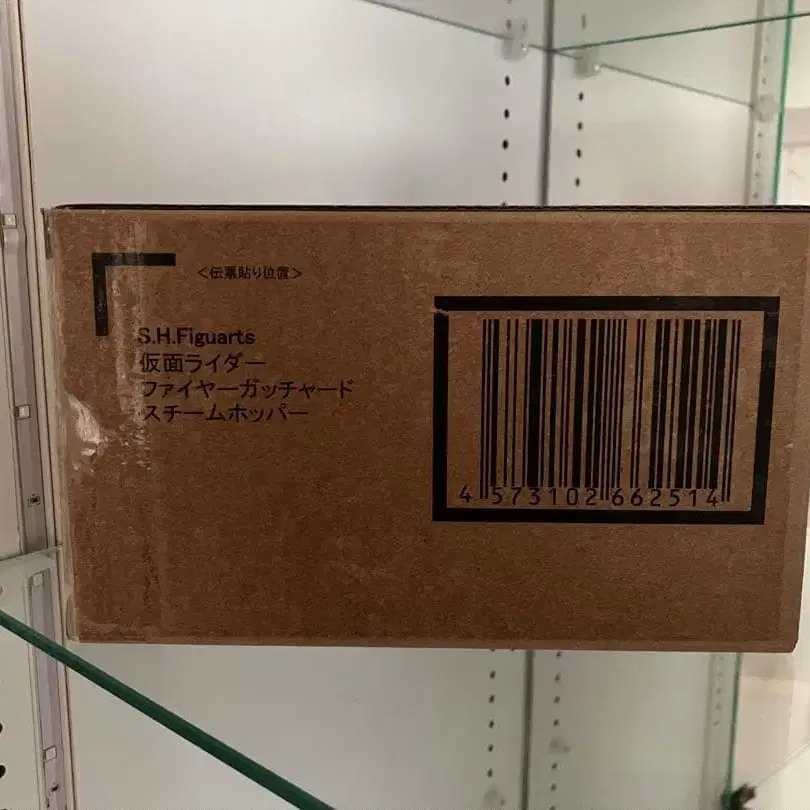 <伝票貼り位置>
S.H.Figuarts
仮面ライダー
ファイヤーガッチャード
スチームホッパー
4 573102 662514